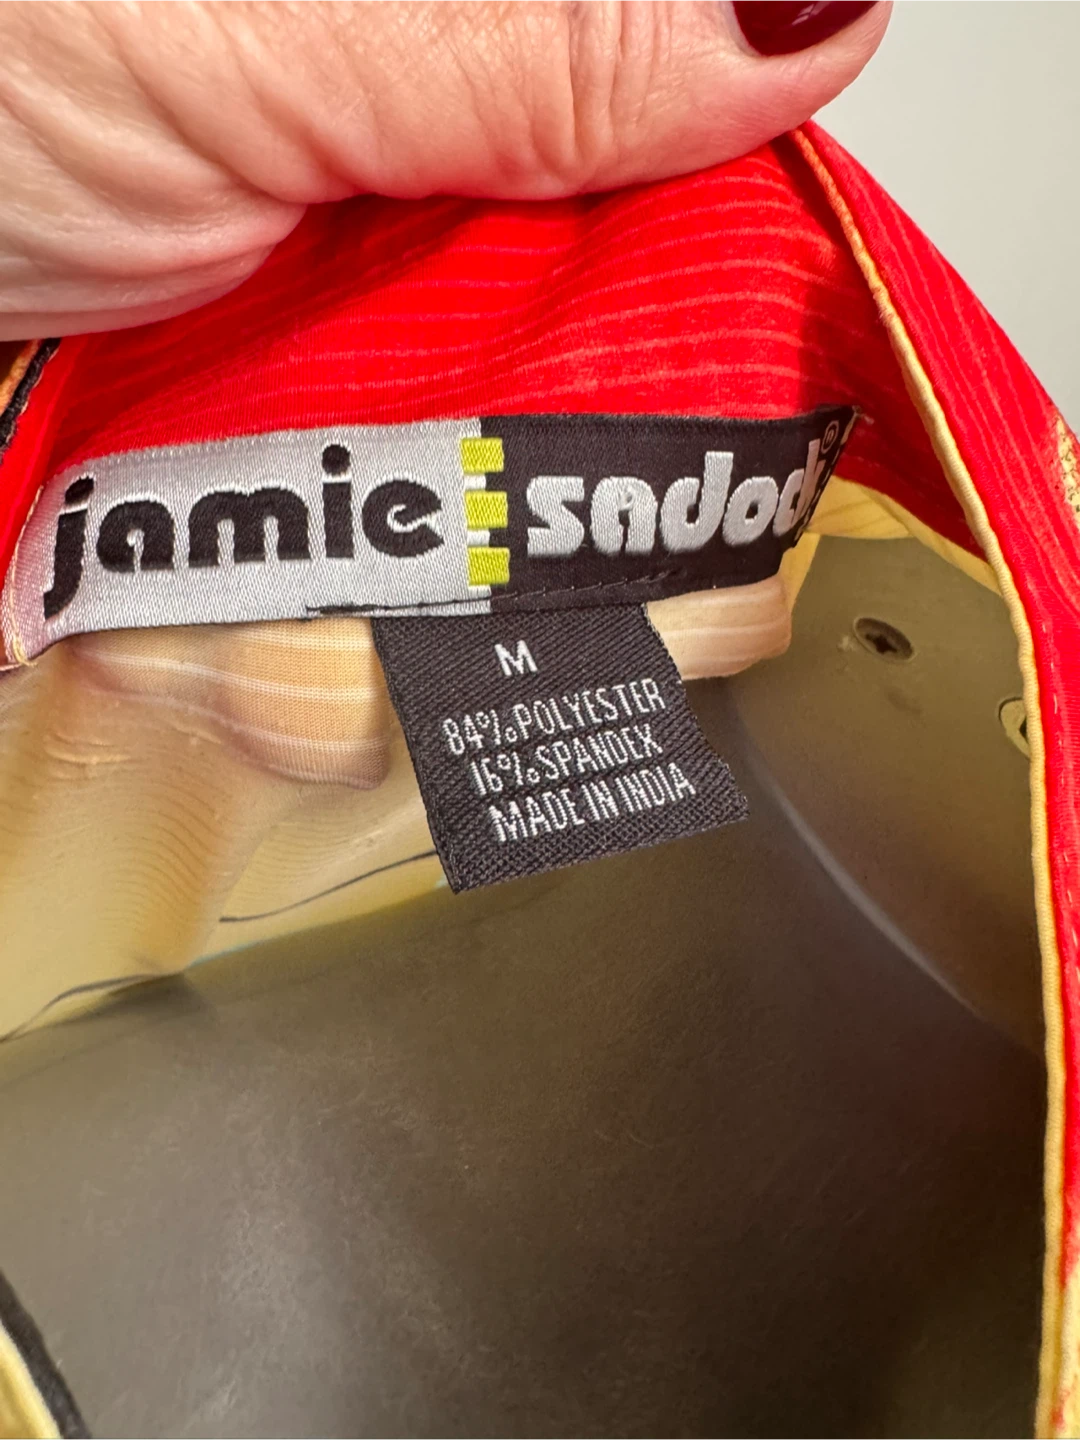 jamie sadock®
M
84% POLYESTER
16% SPANDEX
MADE IN INDIA